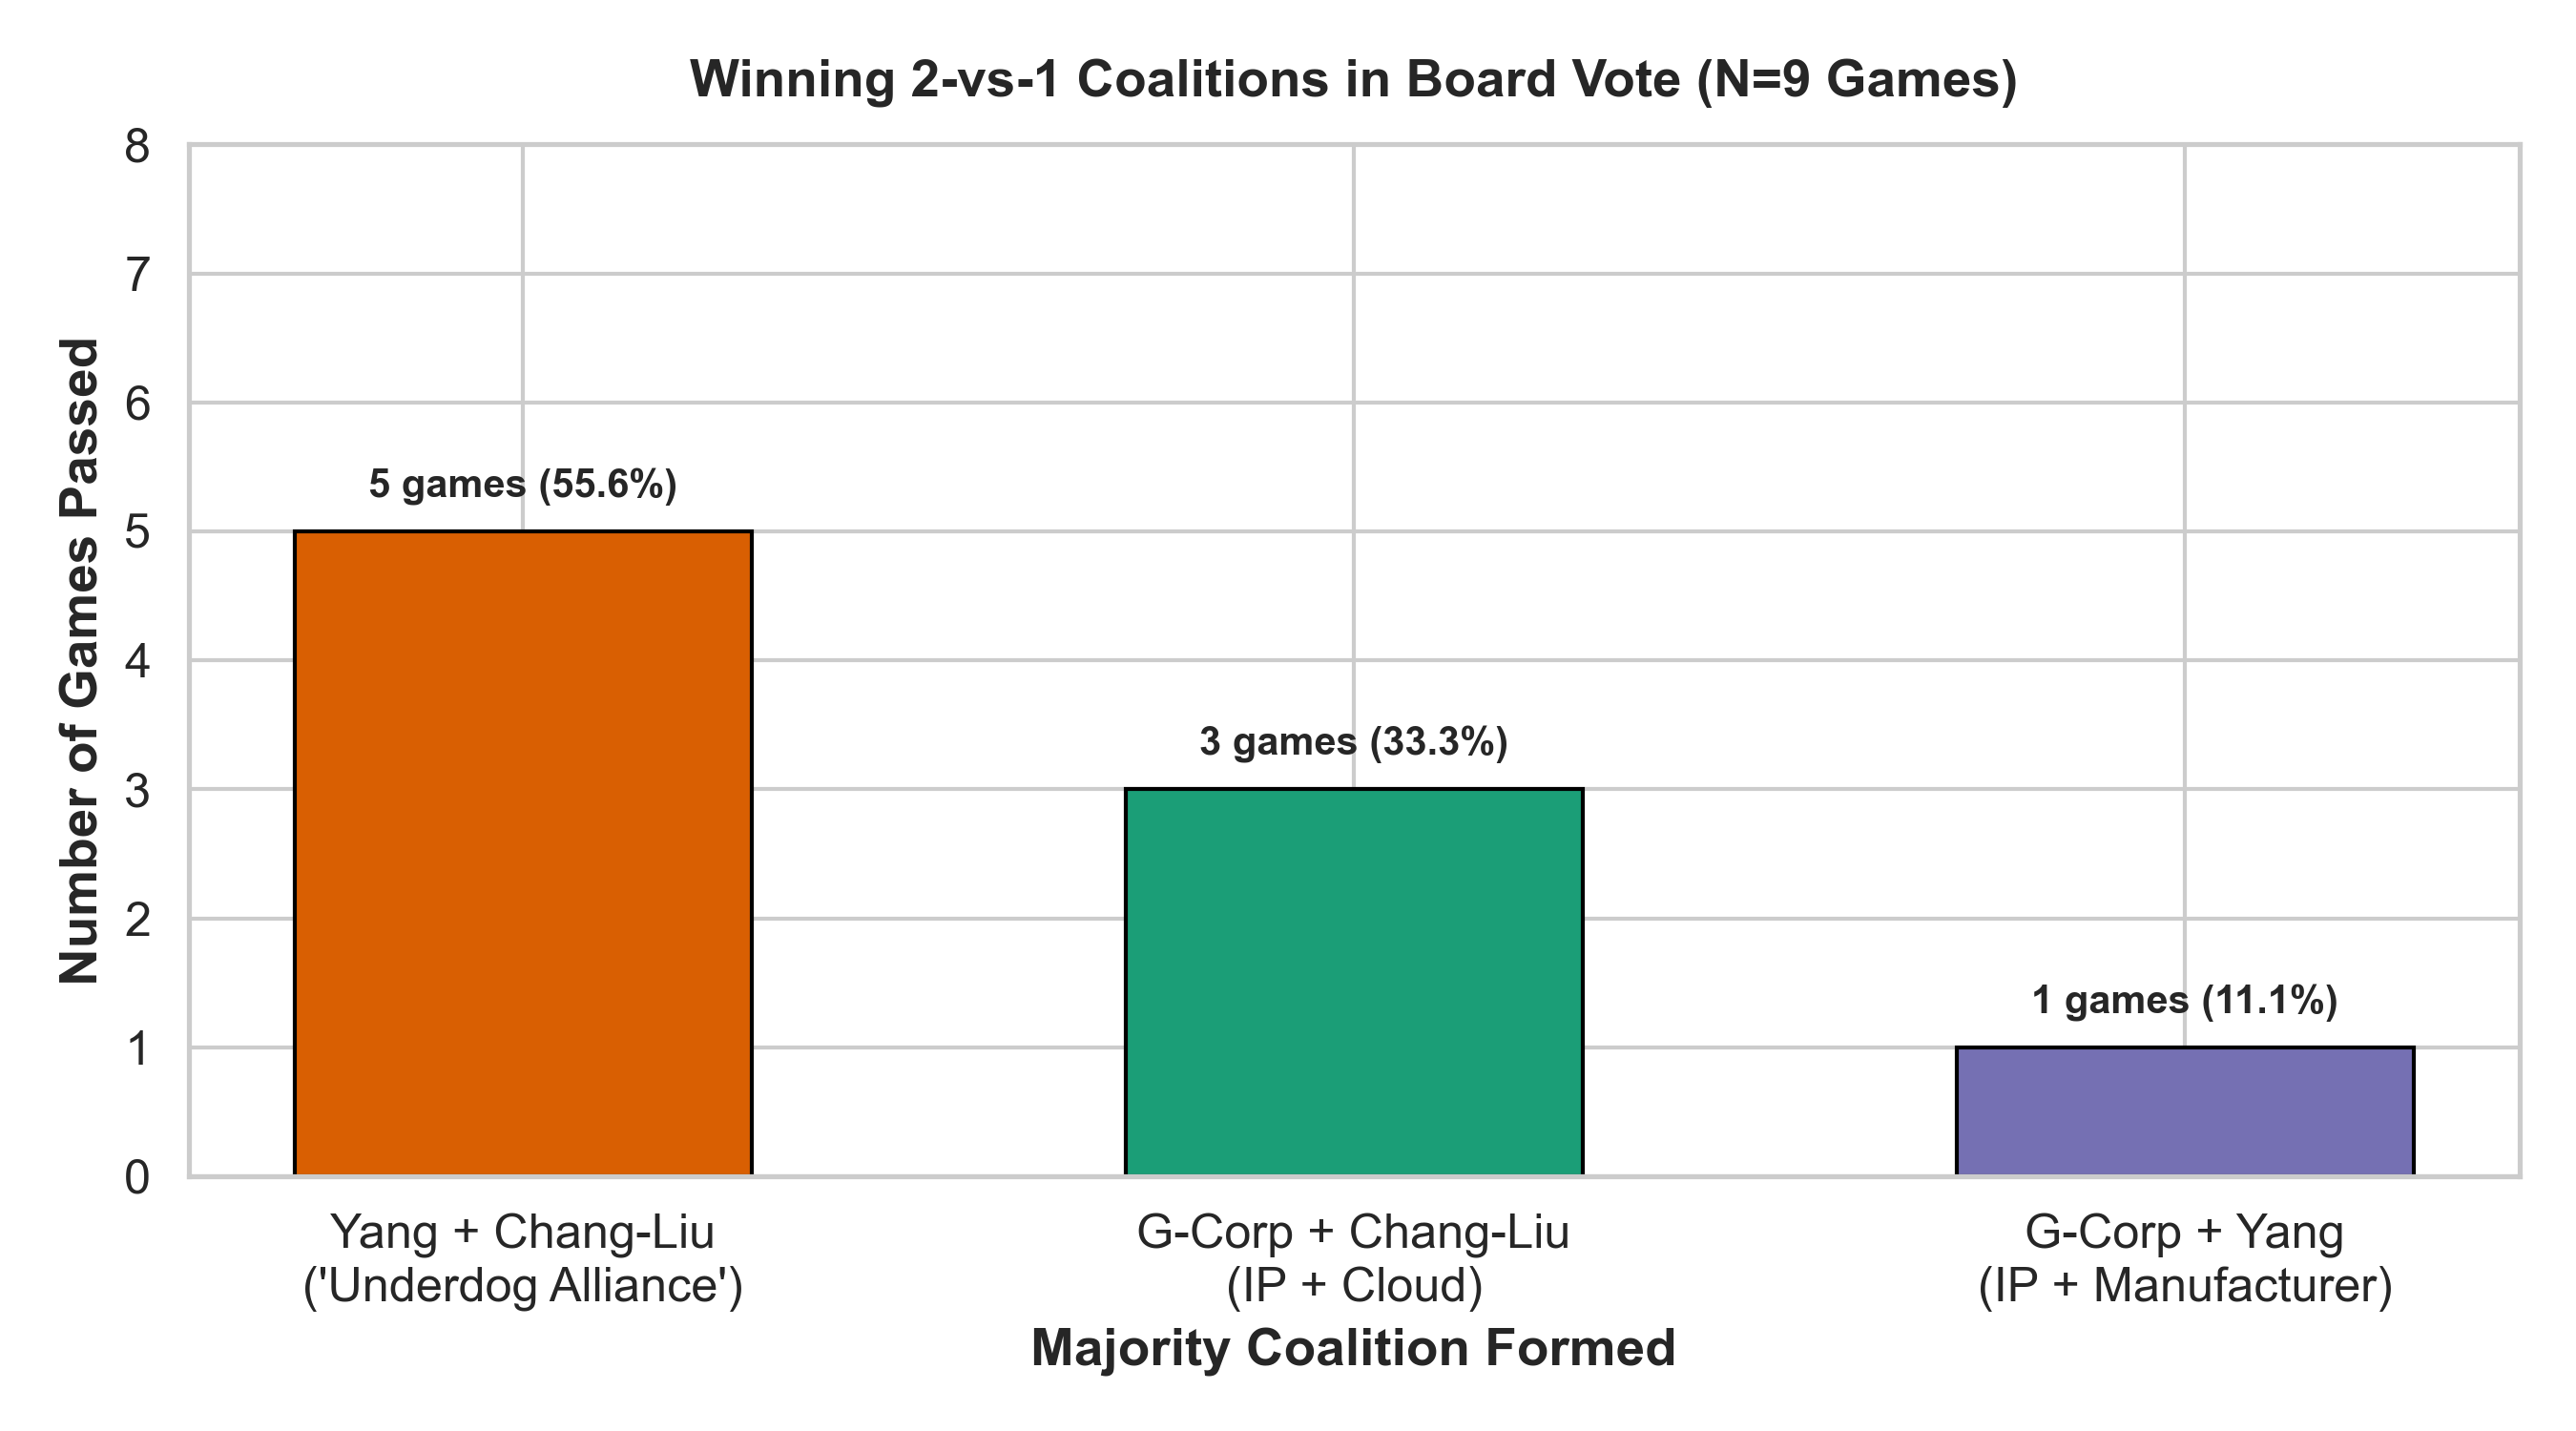 Winning 2-vs-1 Coalitions in Board Vote (N=9 Games)
Number of Games Passed
8
7
6
5
4
3
2
1
0
5 games (55.6%)
3 games (33.3%)
1 games (11.1%)
Yang + Chang-Liu
('Underdog Alliance')
G-Corp + Chang-Liu
(IP + Cloud)
G-Corp + Yang
(IP + Manufacturer)
Majority Coalition Formed